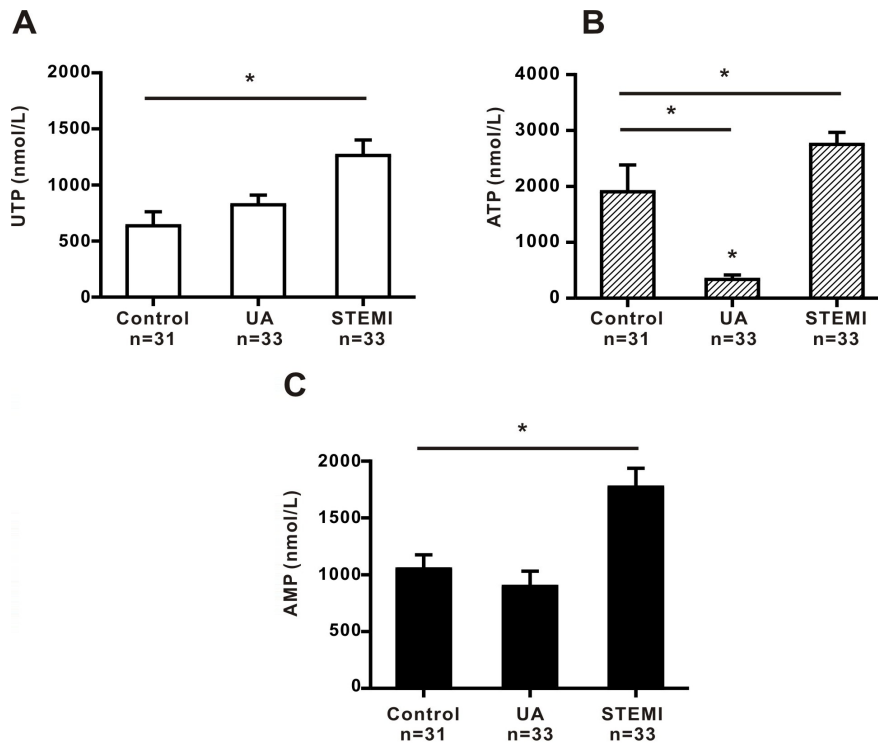 A
UTP (nmol/L)
*
2000
1500
1000
500
0
Control
n=31
UA
n=33
STEMI
n=33
B
ATP (nmol/L)
*
*
*
4000
3000
2000
1000
0
Control
n=31
UA
n=33
STEMI
n=33
C
AMP (nmol/L)
*
2000
1500
1000
500
0
Control
n=31
UA
n=33
STEMI
n=33